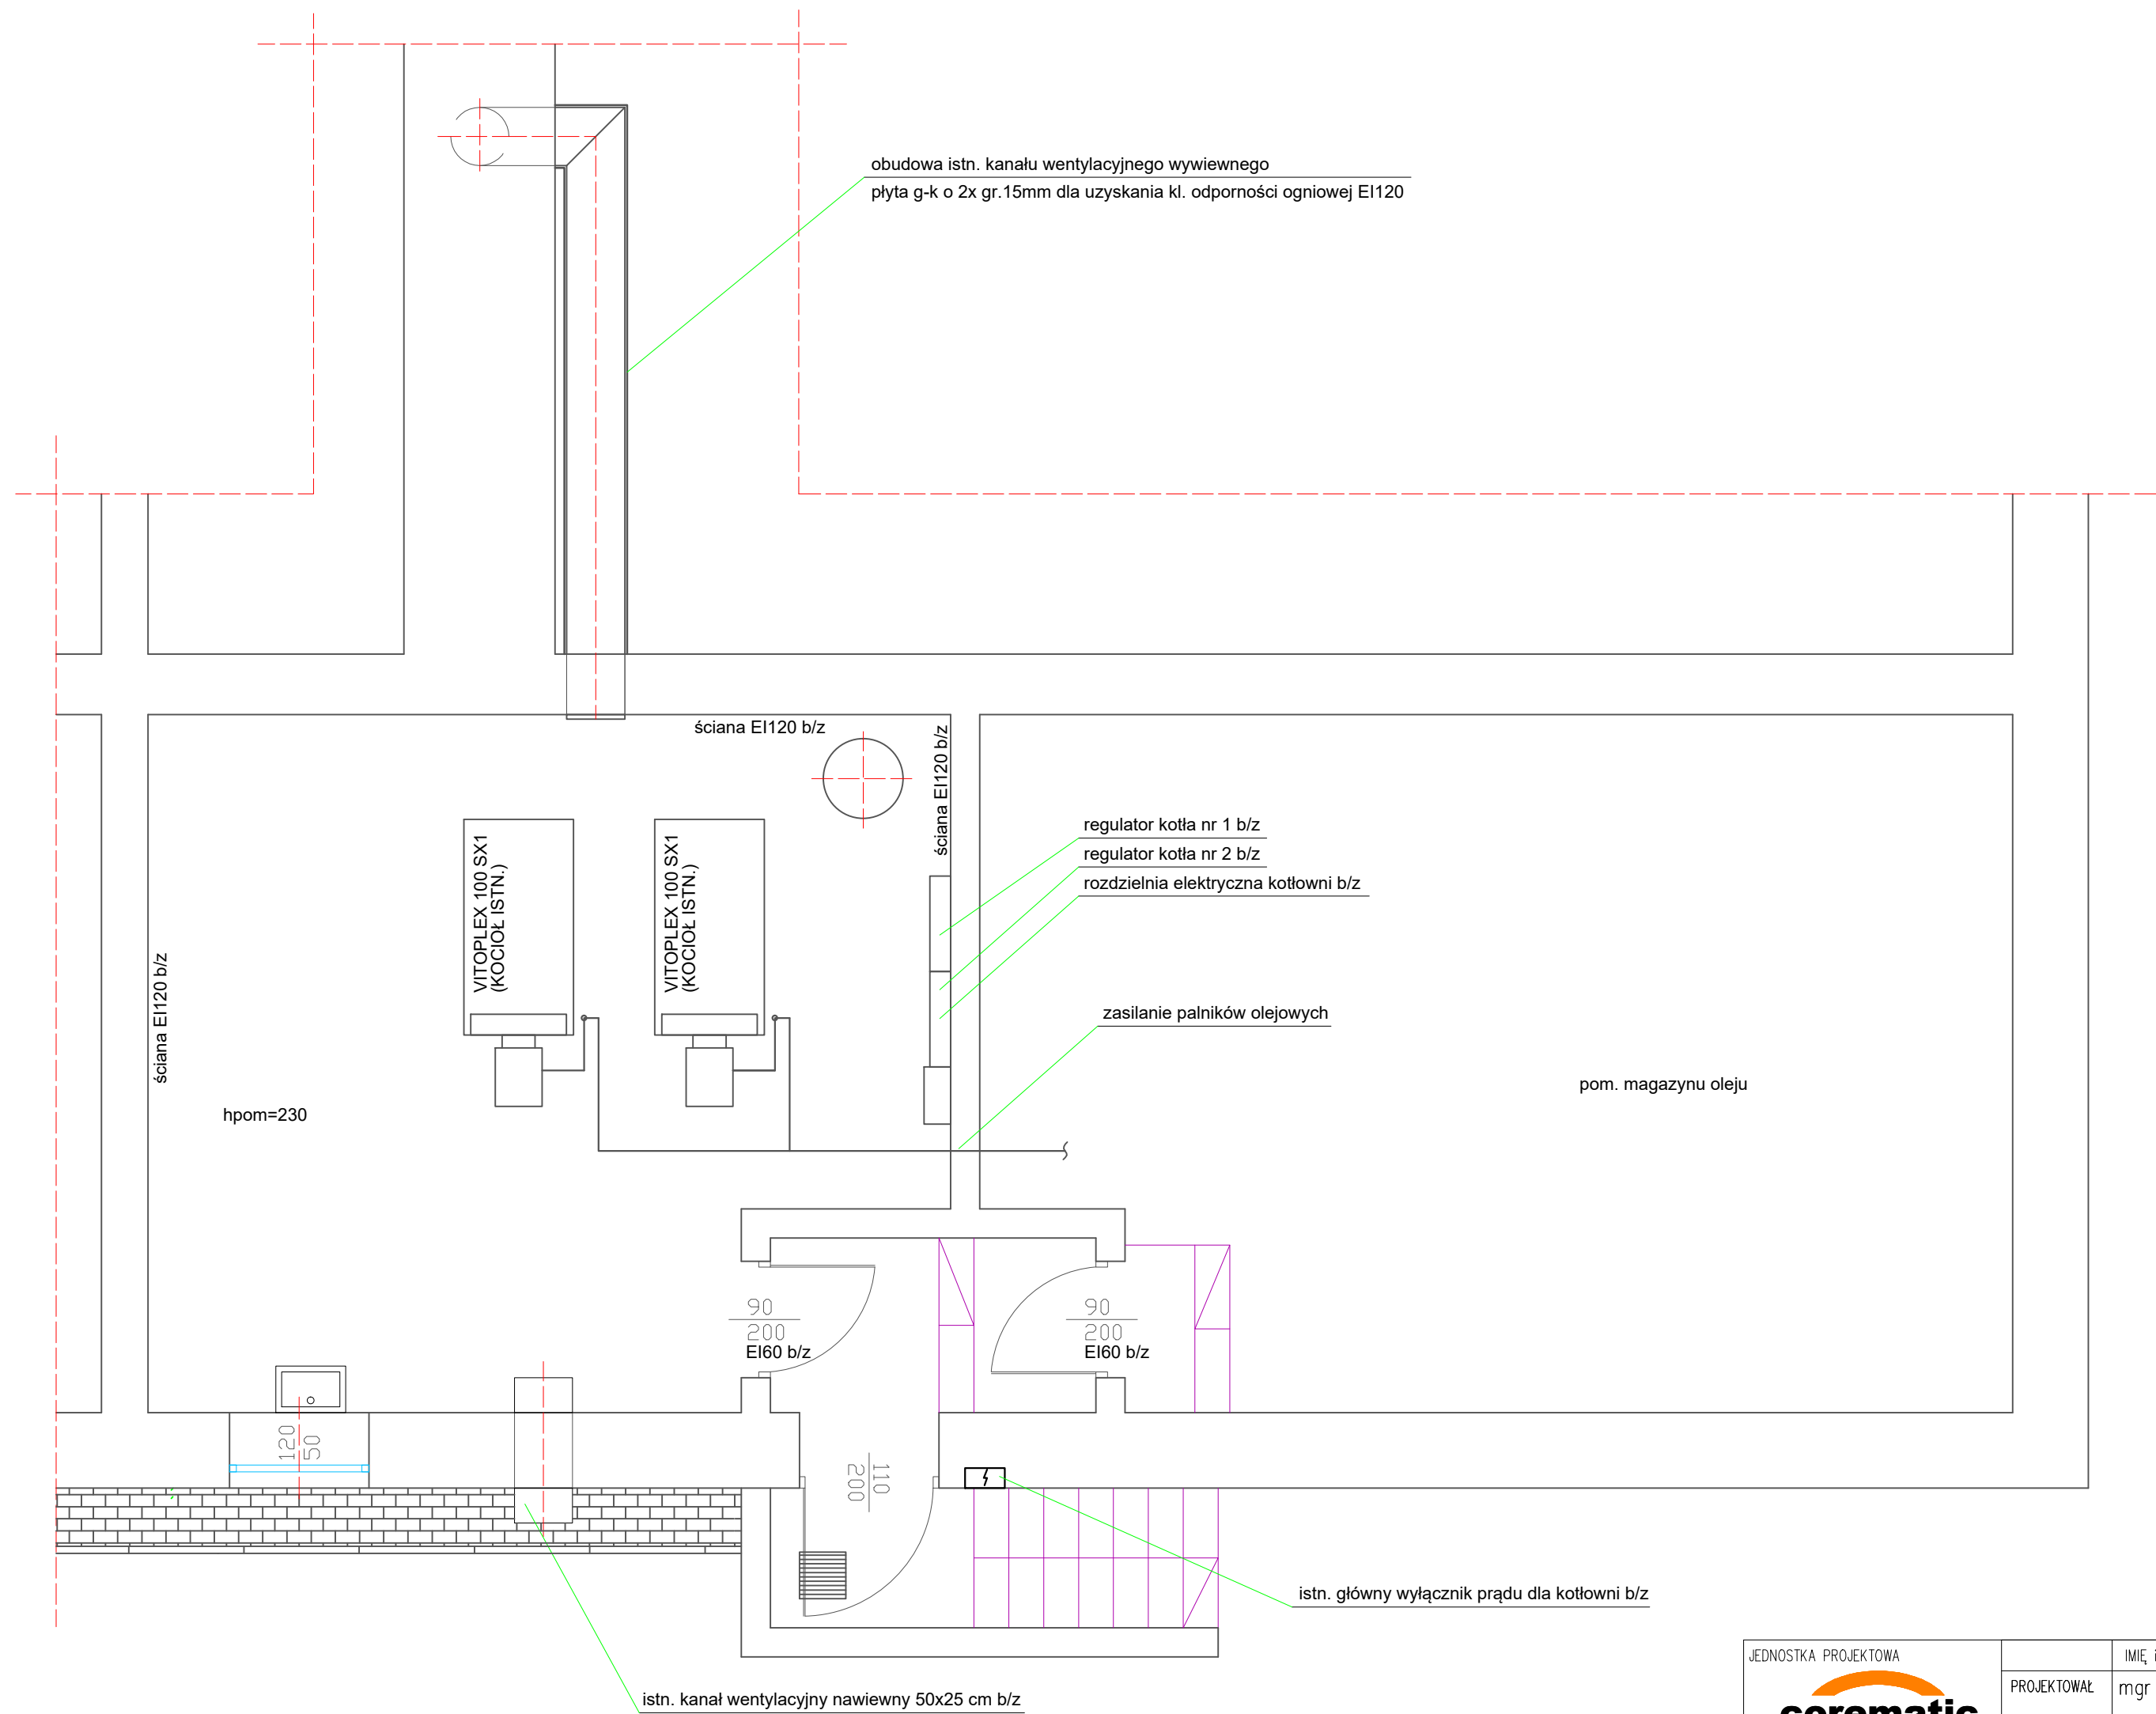 obudowa istn. kanału wentylacyjnego wywiewnego
płyta g-k o 2x gr.15mm dla uzyskania kl. odporności ogniowej EI120
ściana EI120 b/z
ściana EI120 b/z
regulator kotła nr 1 b/z
regulator kotła nr 2 b/z
rozdzielnia elektryczna kotłowni b/z
VITOPLEX 100 SX1
(KOCIOŁ ISTN.)
VITOPLEX 100 SX1
(KOCIOŁ ISTN.)
ściana EI120 b/z
zasilanie palników olejowych
pom. magazynu oleju
hpom=230
90
200
EI60 b/z
90
200
EI60 b/z
120
50
110
200
istn. główny wyłącznik prądu dla kotłowni b/z
istn. kanał wentylacyjny nawiewny 50x25 cm b/z
JEDNOSTKA PROJEKTOWA
IMIĘ
PROJEKTOWAŁ
mgr